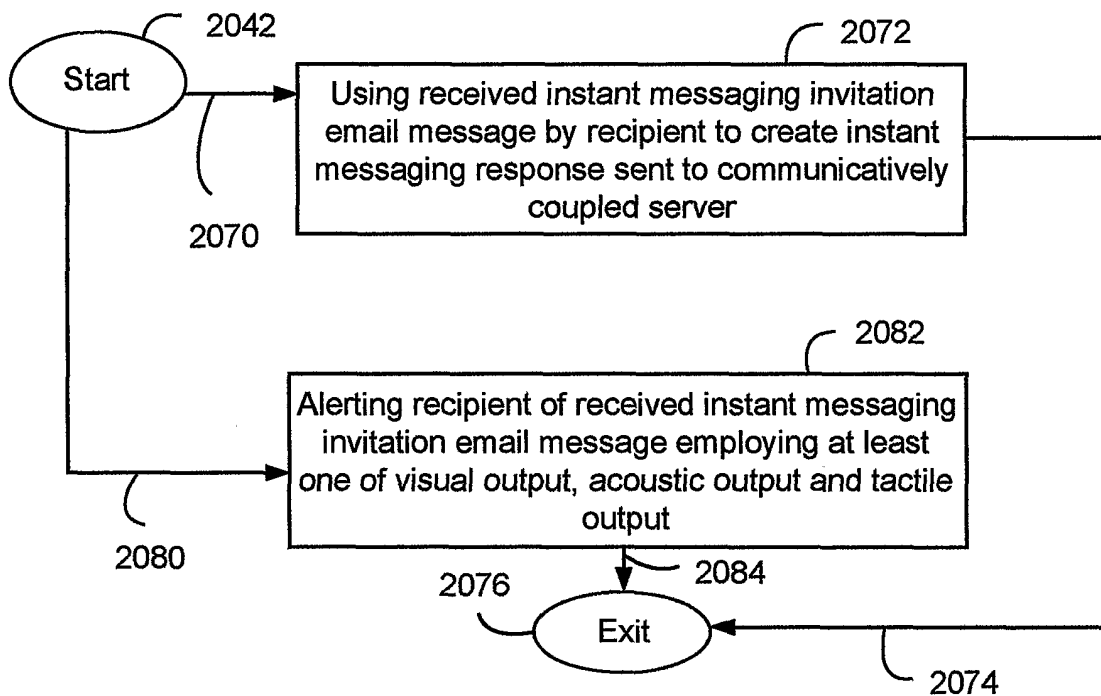 2042
Start
2072
Using received instant messaging invitation
email message by recipient to create instant
messaging response sent to communicatively
coupled server
2070
2082
Alerting recipient of received instant messaging
invitation email message employing at least
one of visual output, acoustic output and tactile
output
2080
2084
2076
Exit
2074